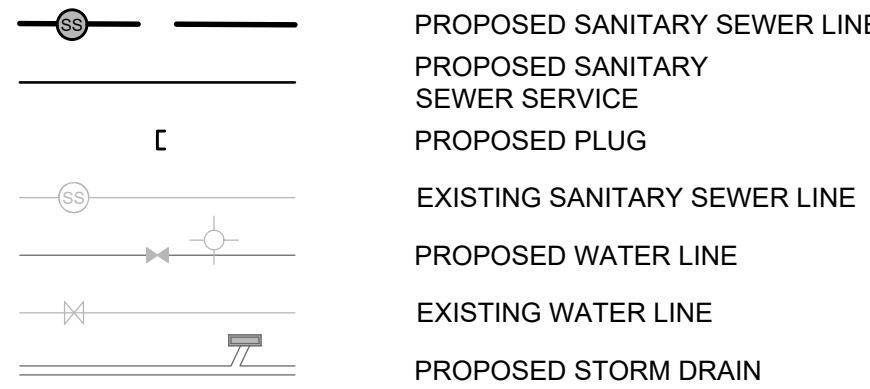 SS PROPOSED SANITARY SEWER LINE
PROPOSED SANITARY
SEWER SERVICE
PROPOSED PLUG
SS EXISTING SANITARY SEWER LINE
PROPOSED WATER LINE
EXISTING WATER LINE
PROPOSED STORM DRAIN